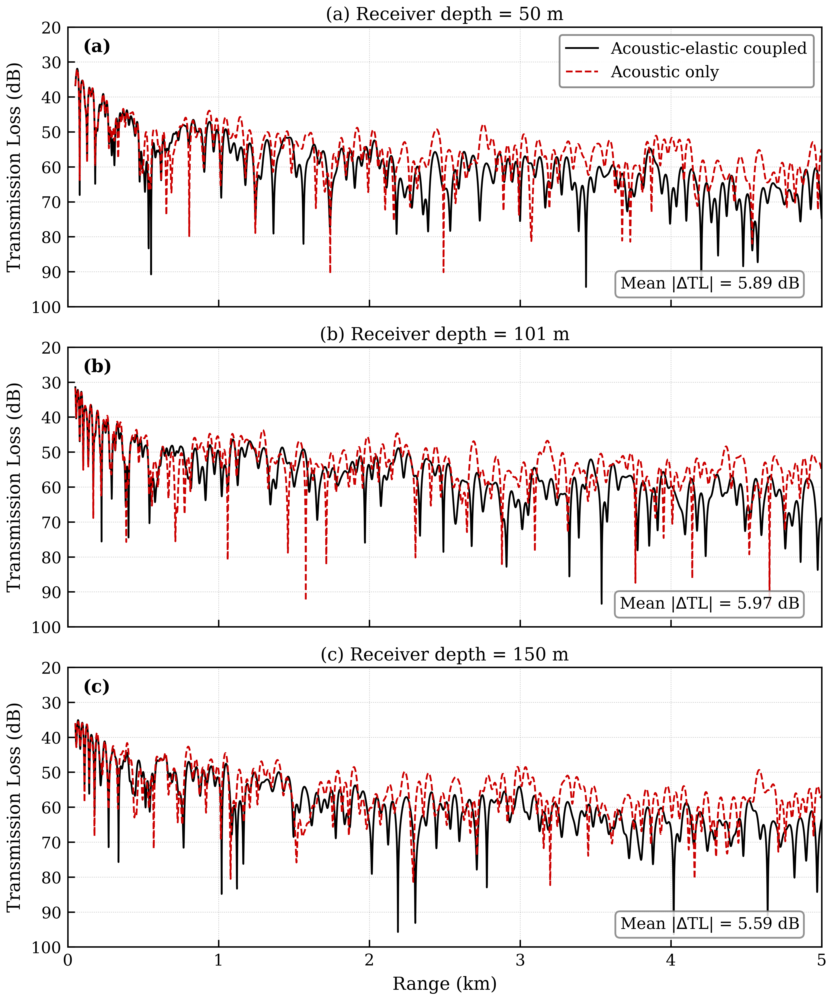 (a) Receiver depth = 50 m
20
(a)
Acoustic-elastic coupled
Acoustic only
30
40
50
60
70
80
90
100
Transmission Loss (dB)
Mean |ΔTL| = 5.89 dB
(b) Receiver depth = 101 m
20
(b)
30
40
50
60
70
80
90
100
Transmission Loss (dB)
Mean |ΔTL| = 5.97 dB
(c) Receiver depth = 150 m
20
(c)
30
40
50
60
70
80
90
100
Transmission Loss (dB)
Mean |ΔTL| = 5.59 dB
0 1 2 3 4 5
Range (km)